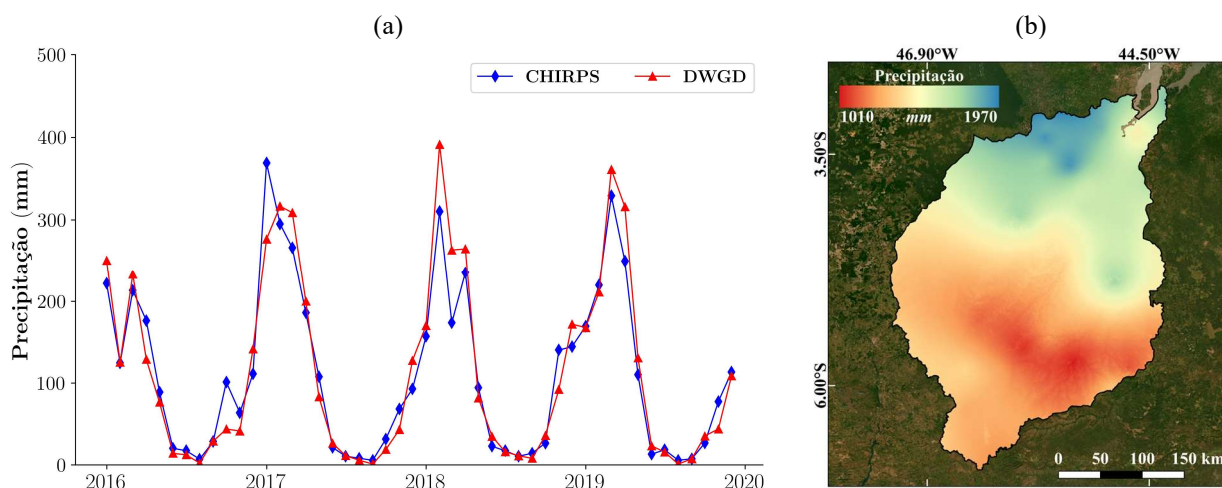 (a)
(b)
Precipitação (mm)
500
400
300
200
100
0
CHIRPS
DWGD
2016
2017
2018
2019
2020
46.90°W
44.50°W
Precipitação
1010
mm
1970
3.50°S
6.00°S
0 50 100 150 km